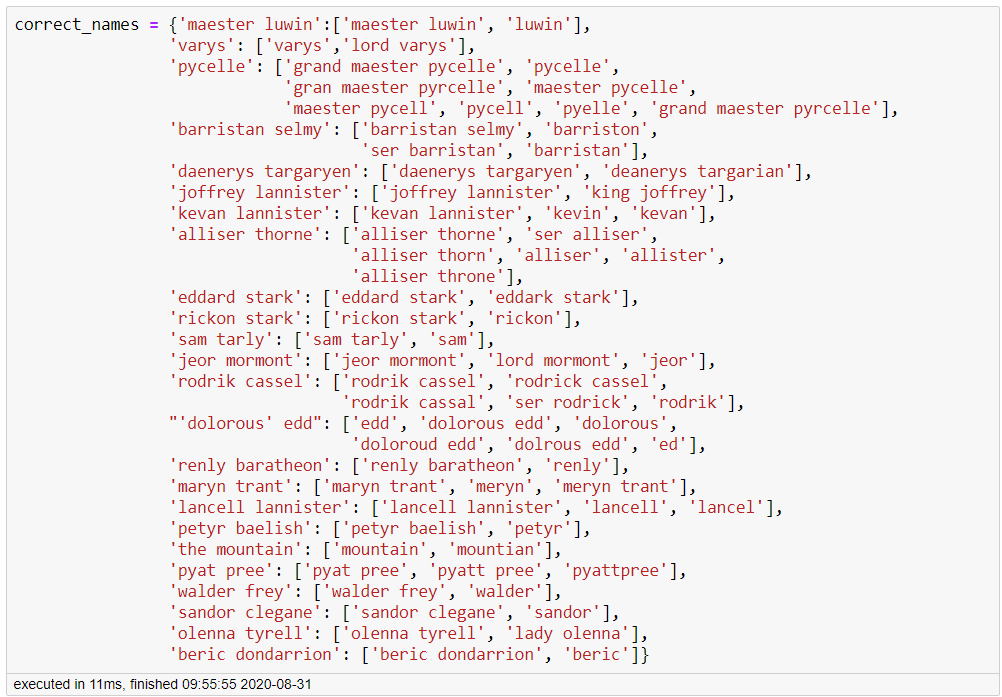 correct_names = {'maester luwin':['maester luwin', 'luwin'],
'varys': ['varys','lord varys'],
'pycelle': ['grand maester pycelle', 'pycelle',
'gran maester pyrcelle', 'maester pycelle',
'maester pycell', 'pycell', 'pyelle', 'grand maester pyrcelle'],
'barristan selmy': ['barristan selmy', 'barriston',
'ser barristan', 'barristan'],
'daenerys targaryen': ['daenerys targaryen', 'deanerys targarian'],
'joffrey lannister': ['joffrey lannister', 'king joffrey'],
'kevan lannister': ['kevan lannister', 'kevin', 'kevan'],
'alliser thorne': ['alliser thorne', 'ser alliser',
'alliser thorn', 'alliser', 'allister',
'alliser throne'],
'eddard stark': ['eddard stark', 'eddark stark'],
'rickon stark': ['rickon stark', 'rickon'],
'sam tarly': ['sam tarly', 'sam'],
'jeor mormont': ['jeor mormont', 'lord mormont', 'jeor'],
'rodrik cassel': ['rodrik cassel', 'rodrick cassel',
'rodrik cassal', 'ser rodrick', 'rodrik'],
"'dolorous' edd": ['edd', 'dolorous edd', 'dolorous',
'doloroud edd', 'dolrous edd', 'ed'],
'renly baratheon': ['renly baratheon', 'renly'],
'maryn trant': ['maryn trant', 'meryn', 'meryn trant'],
'lancell lannister': ['lancell lannister', 'lancell', 'lancel'],
'petyr baelish': ['petyr baelish', 'petyr'],
'the mountain': ['mountain', 'mountian'],
'pyat pree': ['pyat pree', 'pyatt pree', 'pyattpree'],
'walder frey': ['walder frey', 'walder'],
'sandor clegane': ['sandor clegane', 'sandor'],
'olenna tyrell': ['olenna tyrell', 'lady olenna'],
'beric dondarrion': ['beric dondarrion', 'beric']}
executed in 11ms, finished 09:55:55 2020-08-31